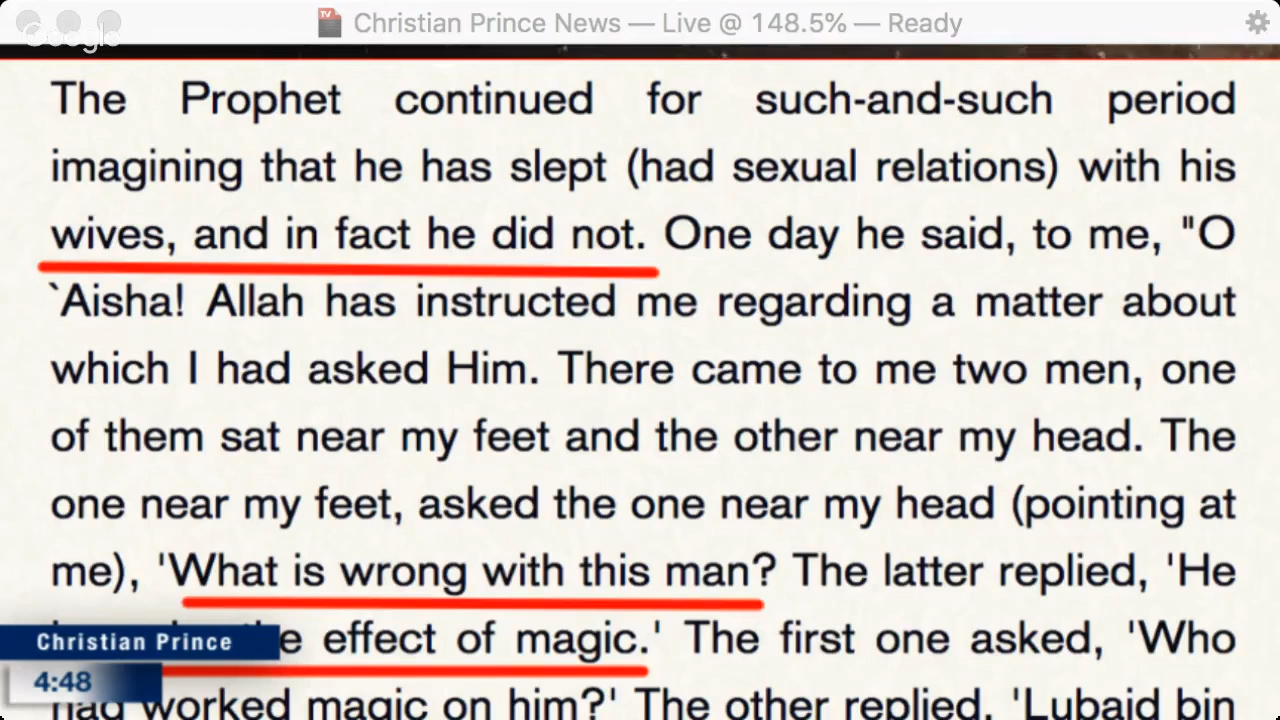 Christian Prince News — Live @ 148.5% — Ready
Google
The Prophet continued for such-and-such period
imagining that he has slept (had sexual relations) with his
wives, and in fact he did not. One day he said, to me, "O
`Aisha! Allah has instructed me regarding a matter about
which I had asked Him. There came to me two men, one
of them sat near my feet and the other near my head. The
one near my feet, asked the one near my head (pointing at
me), 'What is wrong with this man? The latter replied, 'He
effect of magic.' The first one asked, 'Who
Christian Prince
4:48
had worked magic on him?' The other replied, 'Lubaid bin